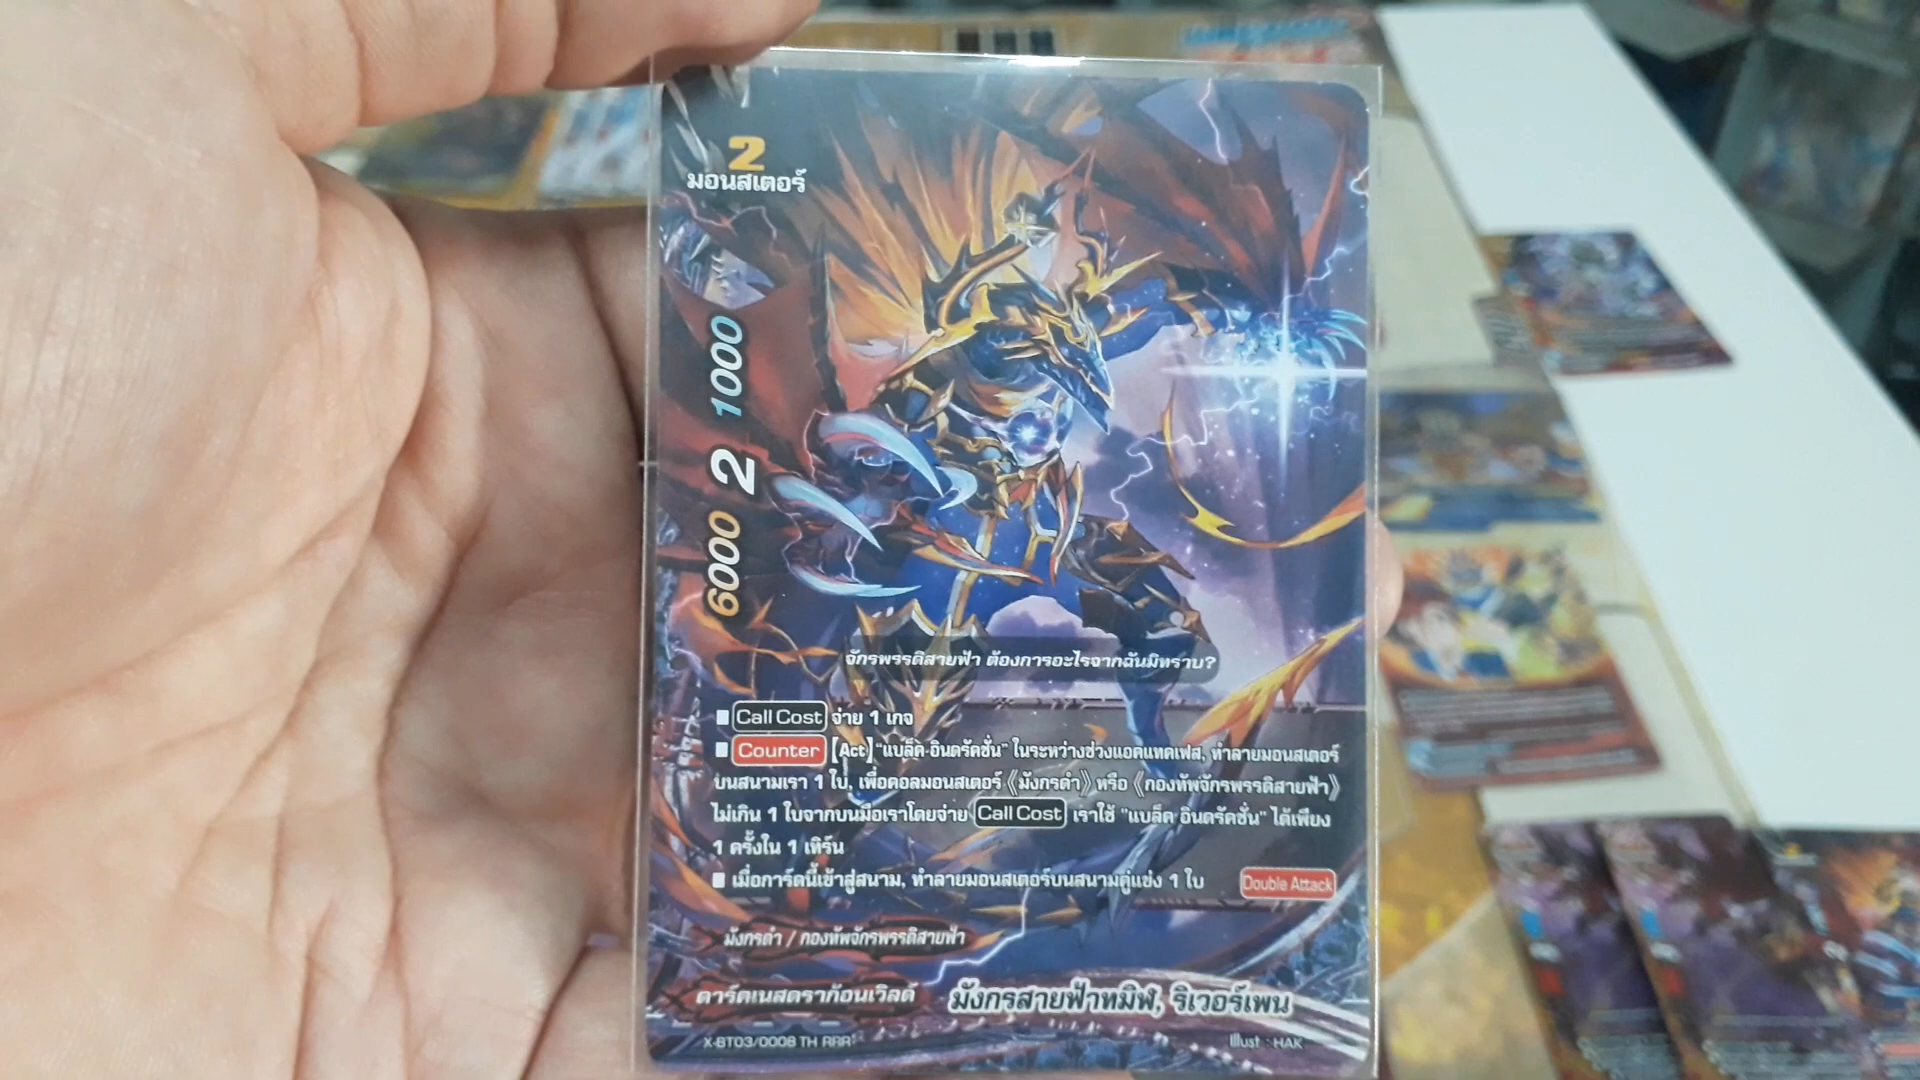 2
มอนสเตอร์
6000 2 1000
จักรพรรดิสายฟ้า ต้องการอะไรจากฉันมิทราบ?
■ Call Cost จ่าย 1 เกจ
■ Counter 【Act】 "แบล็ค อินดรัคชั่น" ในระหว่างช่วงแอคแทคเฟส, ทำลายมอนสเตอร์
บนสนามเรา 1 ใบ, เพื่อคอลมอนสเตอร์《มังกรดำ》หรือ《กองทัพจักรพรรดิสายฟ้า》
ไม่เกิน 1 ใบจากบนมือเราโดยจ่าย Call Cost เราใช้ "แบล็ค อินดรัคชั่น" ได้เพียง
1 ครั้งใน 1 เทิร์น
■ เมื่อการ์ดนี้เข้าสู่สนาม, ทำลายมอนสเตอร์บนสนามคู่แข่ง 1 ใบ Double Attack
มังกรดำ / กองทัพจักรพรรดิสายฟ้า
ดาร์คเนสดราก้อนเวิลด์ มังกรสายฟ้าทมิฬ, ริเวอร์เพน
X-BT03/0008 TH RRR Illust : HAK